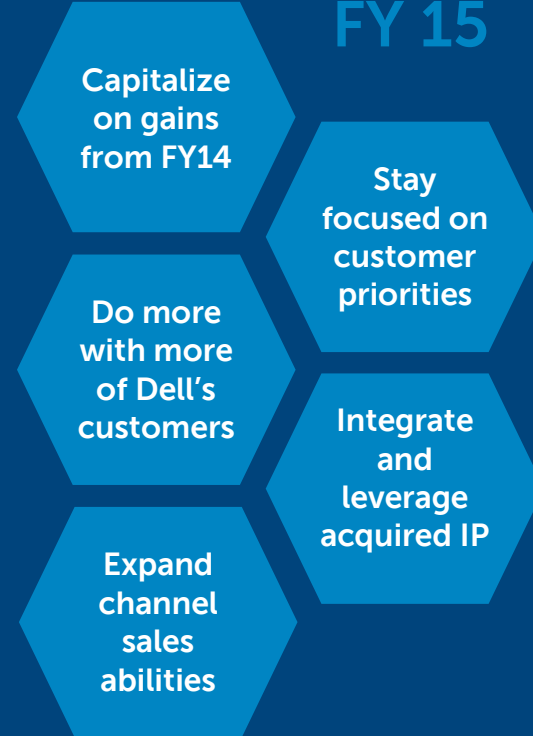 FY 15
Capitalize
on gains
from FY14
Stay
focused on
customer
priorities
Do more
with more
of Dell’s
customers
Integrate
and
leverage
acquired IP
Expand
channel
sales
abilities